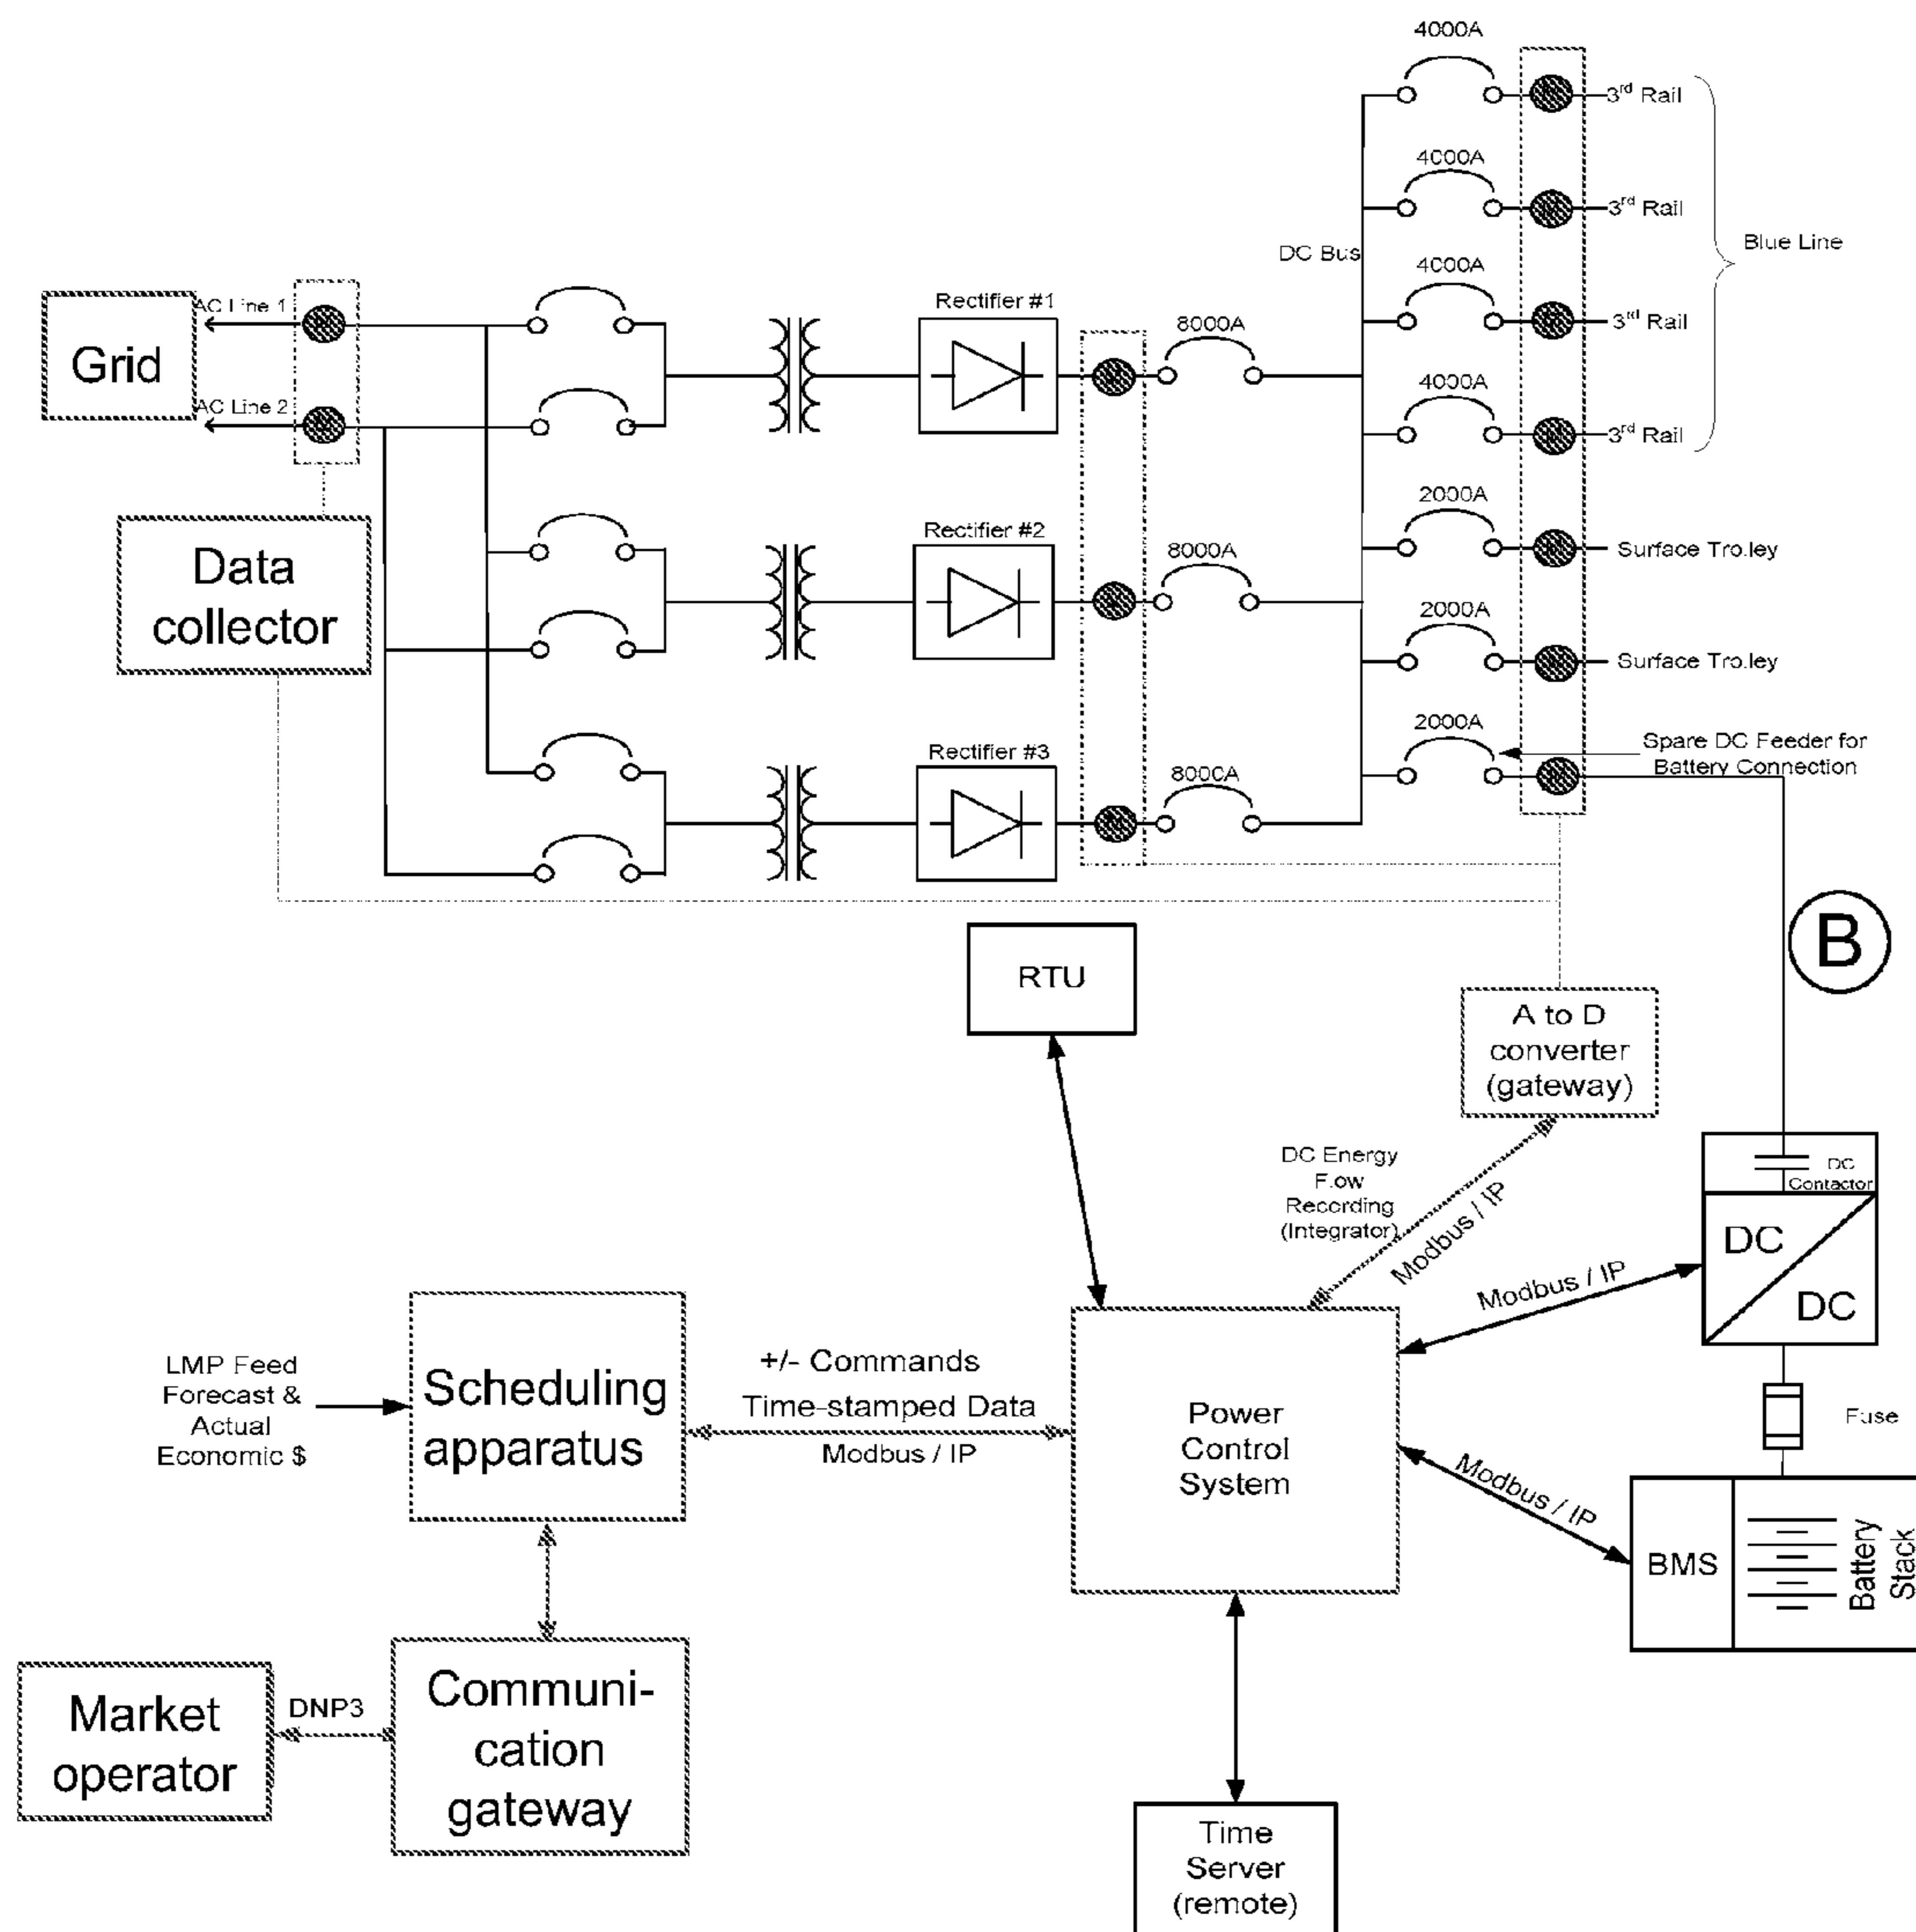 4000A
3rd Rail
4000A
3rd Rail
Blue Line
DC Bus
4000A
3rd Rail
4000A
3rd Rail
2000A
Surface Trolley
2000A
Surface Trolley
2000A
Spare DC Feeder for
Battery Connection
Grid
AC Line 1
AC Line 2
Data
collector
Rectifier #1
8000A
Rectifier #2
8000A
Rectifier #3
8000A
B
RTU
A to D
converter
(gateway)
DC Energy
Flow
Recording
(Integrator)
Modbus / IP
DC
Contactor
DC
DC
Modbus / IP
Fuse
Modbus / IP
BMS
Battery
Stack
LMP Feed
Forecast &
Actual
Economic $
Scheduling
apparatus
+/- Commands
Time-stamped Data
Modbus / IP
Power
Control
System
Market
operator
DNP3
Communi-
cation
gateway
Time
Server
(remote)